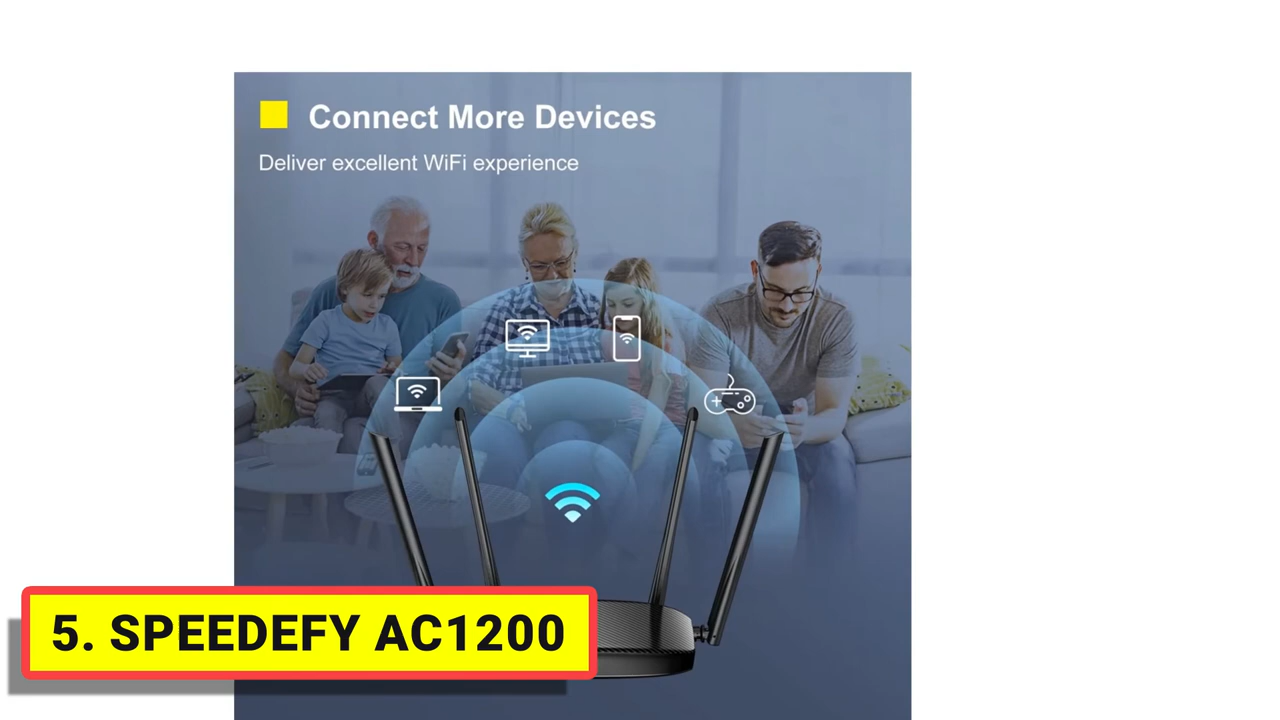 Connect More Devices
Deliver excellent WiFi experience
5. SPEEDEFY AC1200